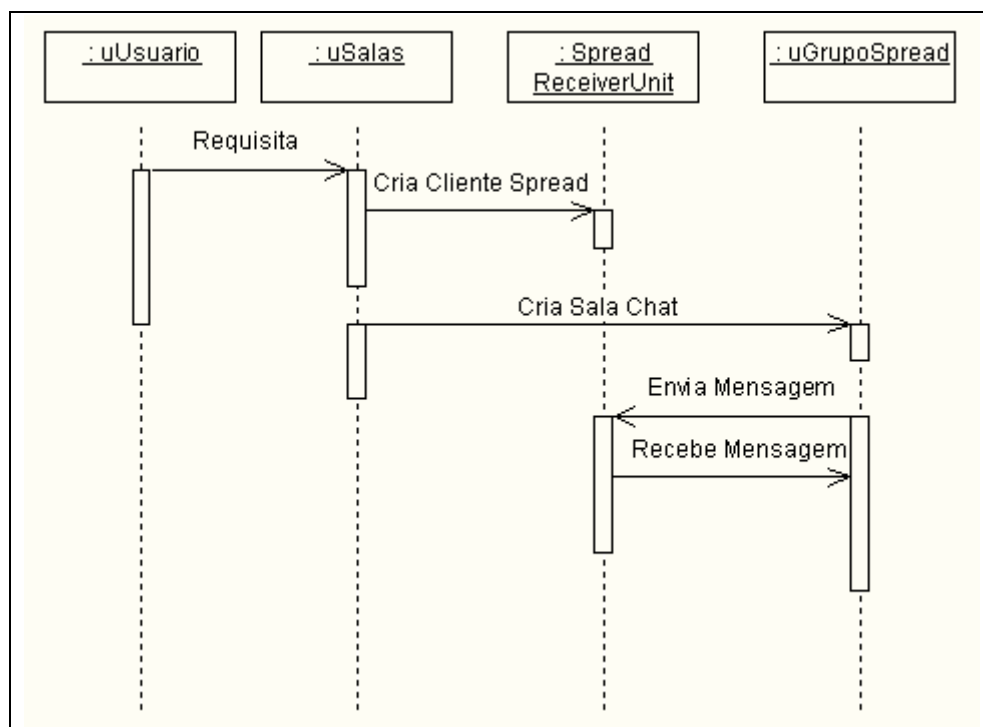 : uUsuario
: uSalas
: Spread
ReceiverUnit
: uGrupoSpread
Requisita
Cria Cliente Spread
Cria Sala Chat
Envia Mensagem
Recebe Mensagem